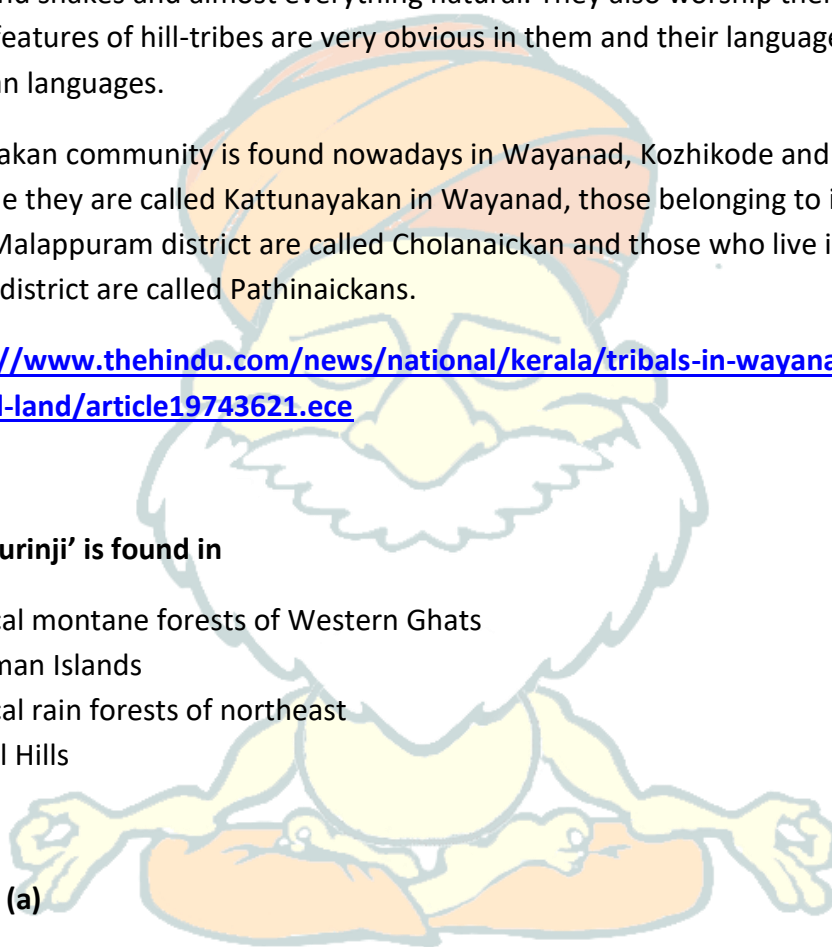 nd snakes and almost everything natural. They also worship the
features of hill-tribes are very obvious in them and their language
an languages.
akan community is found nowadays in Wayanad, Kozhikode and
e they are called Kattunayakan in Wayanad, those belonging to i
Malappuram district are called Cholanaickan and those who live i
district are called Pathinaickans.
//www.thehindu.com/news/national/kerala/tribals-in-wayana
l-land/article19743621.ece
urinji’ is found in
cal montane forests of Western Ghats
man Islands
cal rain forests of northeast
l Hills
(a)